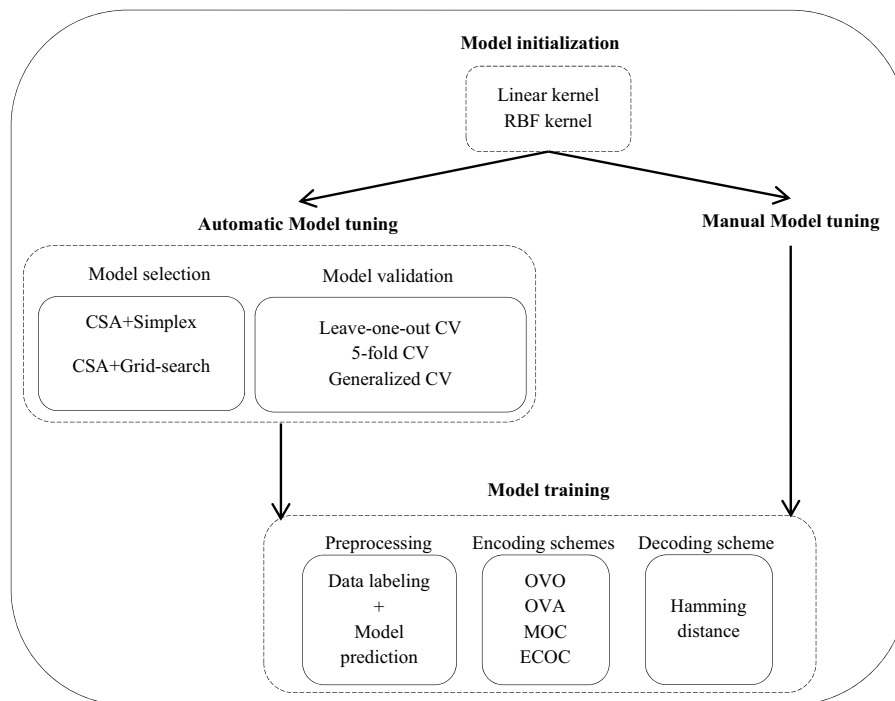 Model initialization
Linear kernel
RBF kernel
Automatic Model tuning
Manual Model tuning
Model selection
Model validation
CSA+Simplex
CSA+Grid-search
Leave-one-out CV
5-fold CV
Generalized CV
Model training
Preprocessing
Encoding schemes
Decoding scheme
Data labeling
+
Model
prediction
OVO
OVA
MOC
ECOC
Hamming
distance